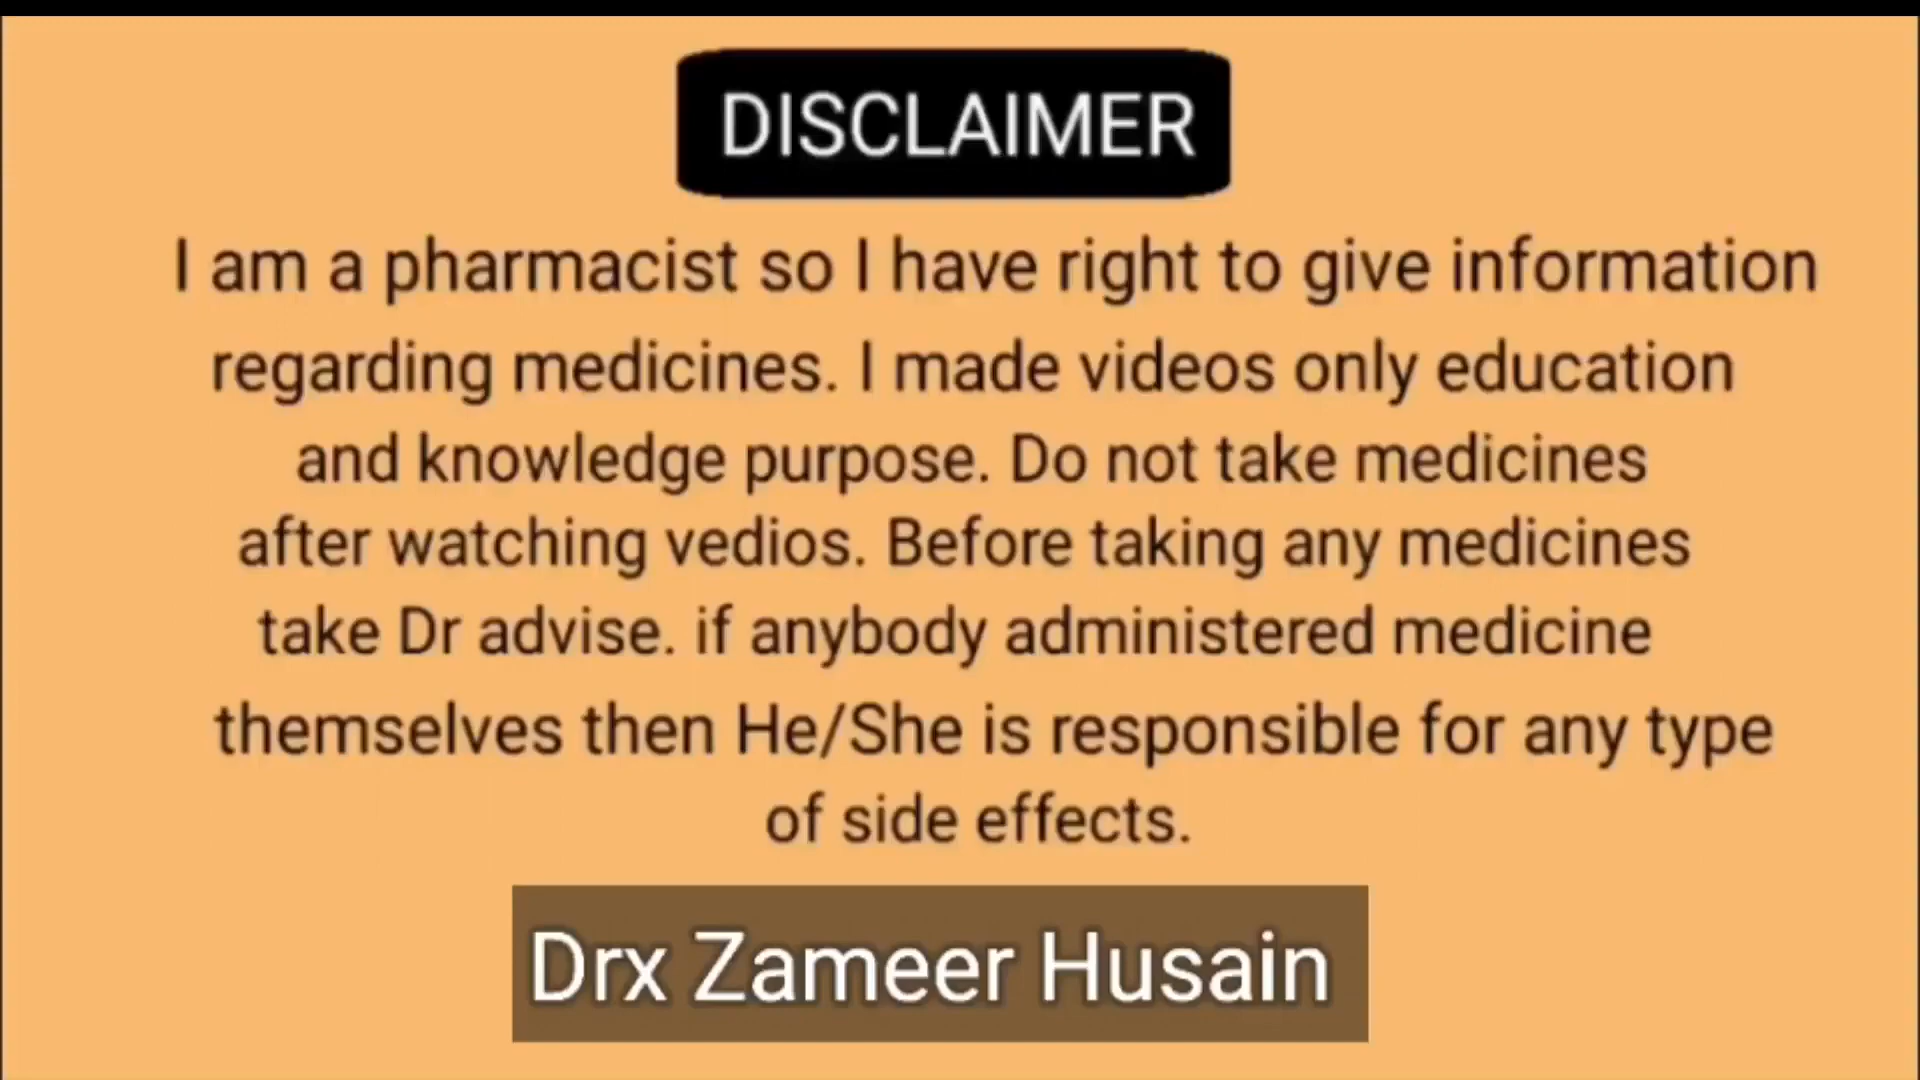 DISCLAIMER
I am a pharmacist so I have right to give information
regarding medicines. I made videos only education
and knowledge purpose. Do not take medicines
after watching vedios. Before taking any medicines
take Dr advise. if anybody administered medicine
themselves then He/She is responsible for any type
of side effects.
Drx Zameer Husain